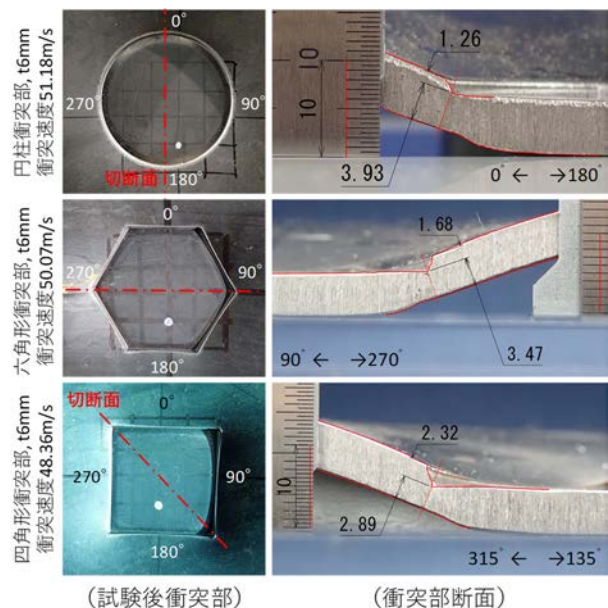 円柱衝突部, t6mm
衝突速度51.18m/s
0°
270°
90°
180°
切断面
10
10
1.26
3.93
0° ← →180°
六角形衝突部, t6mm
衝突速度50.07m/s
0°
270°
90°
180°
1.68
3.47
90° ← →270°
四角形衝突部, t6mm
衝突速度48.36m/s
切断面
0°
270°
90°
180°
10
2.32
2.89
315° ← →135°
(試験後衝突部)
(衝突部断面)